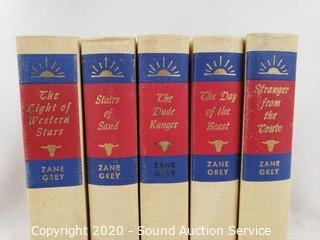 The
Light of
Western
Stars
ZANE
GREY
Stairs
of
Sand
ZANE
GREY
The
Dude
Ranger
ZANE
GREY
The Day
of the
Beast
ZANE
GREY
Stranger
from the
Tonto
ZANE
GREY
Copyright 2020 - Sound Auction Service